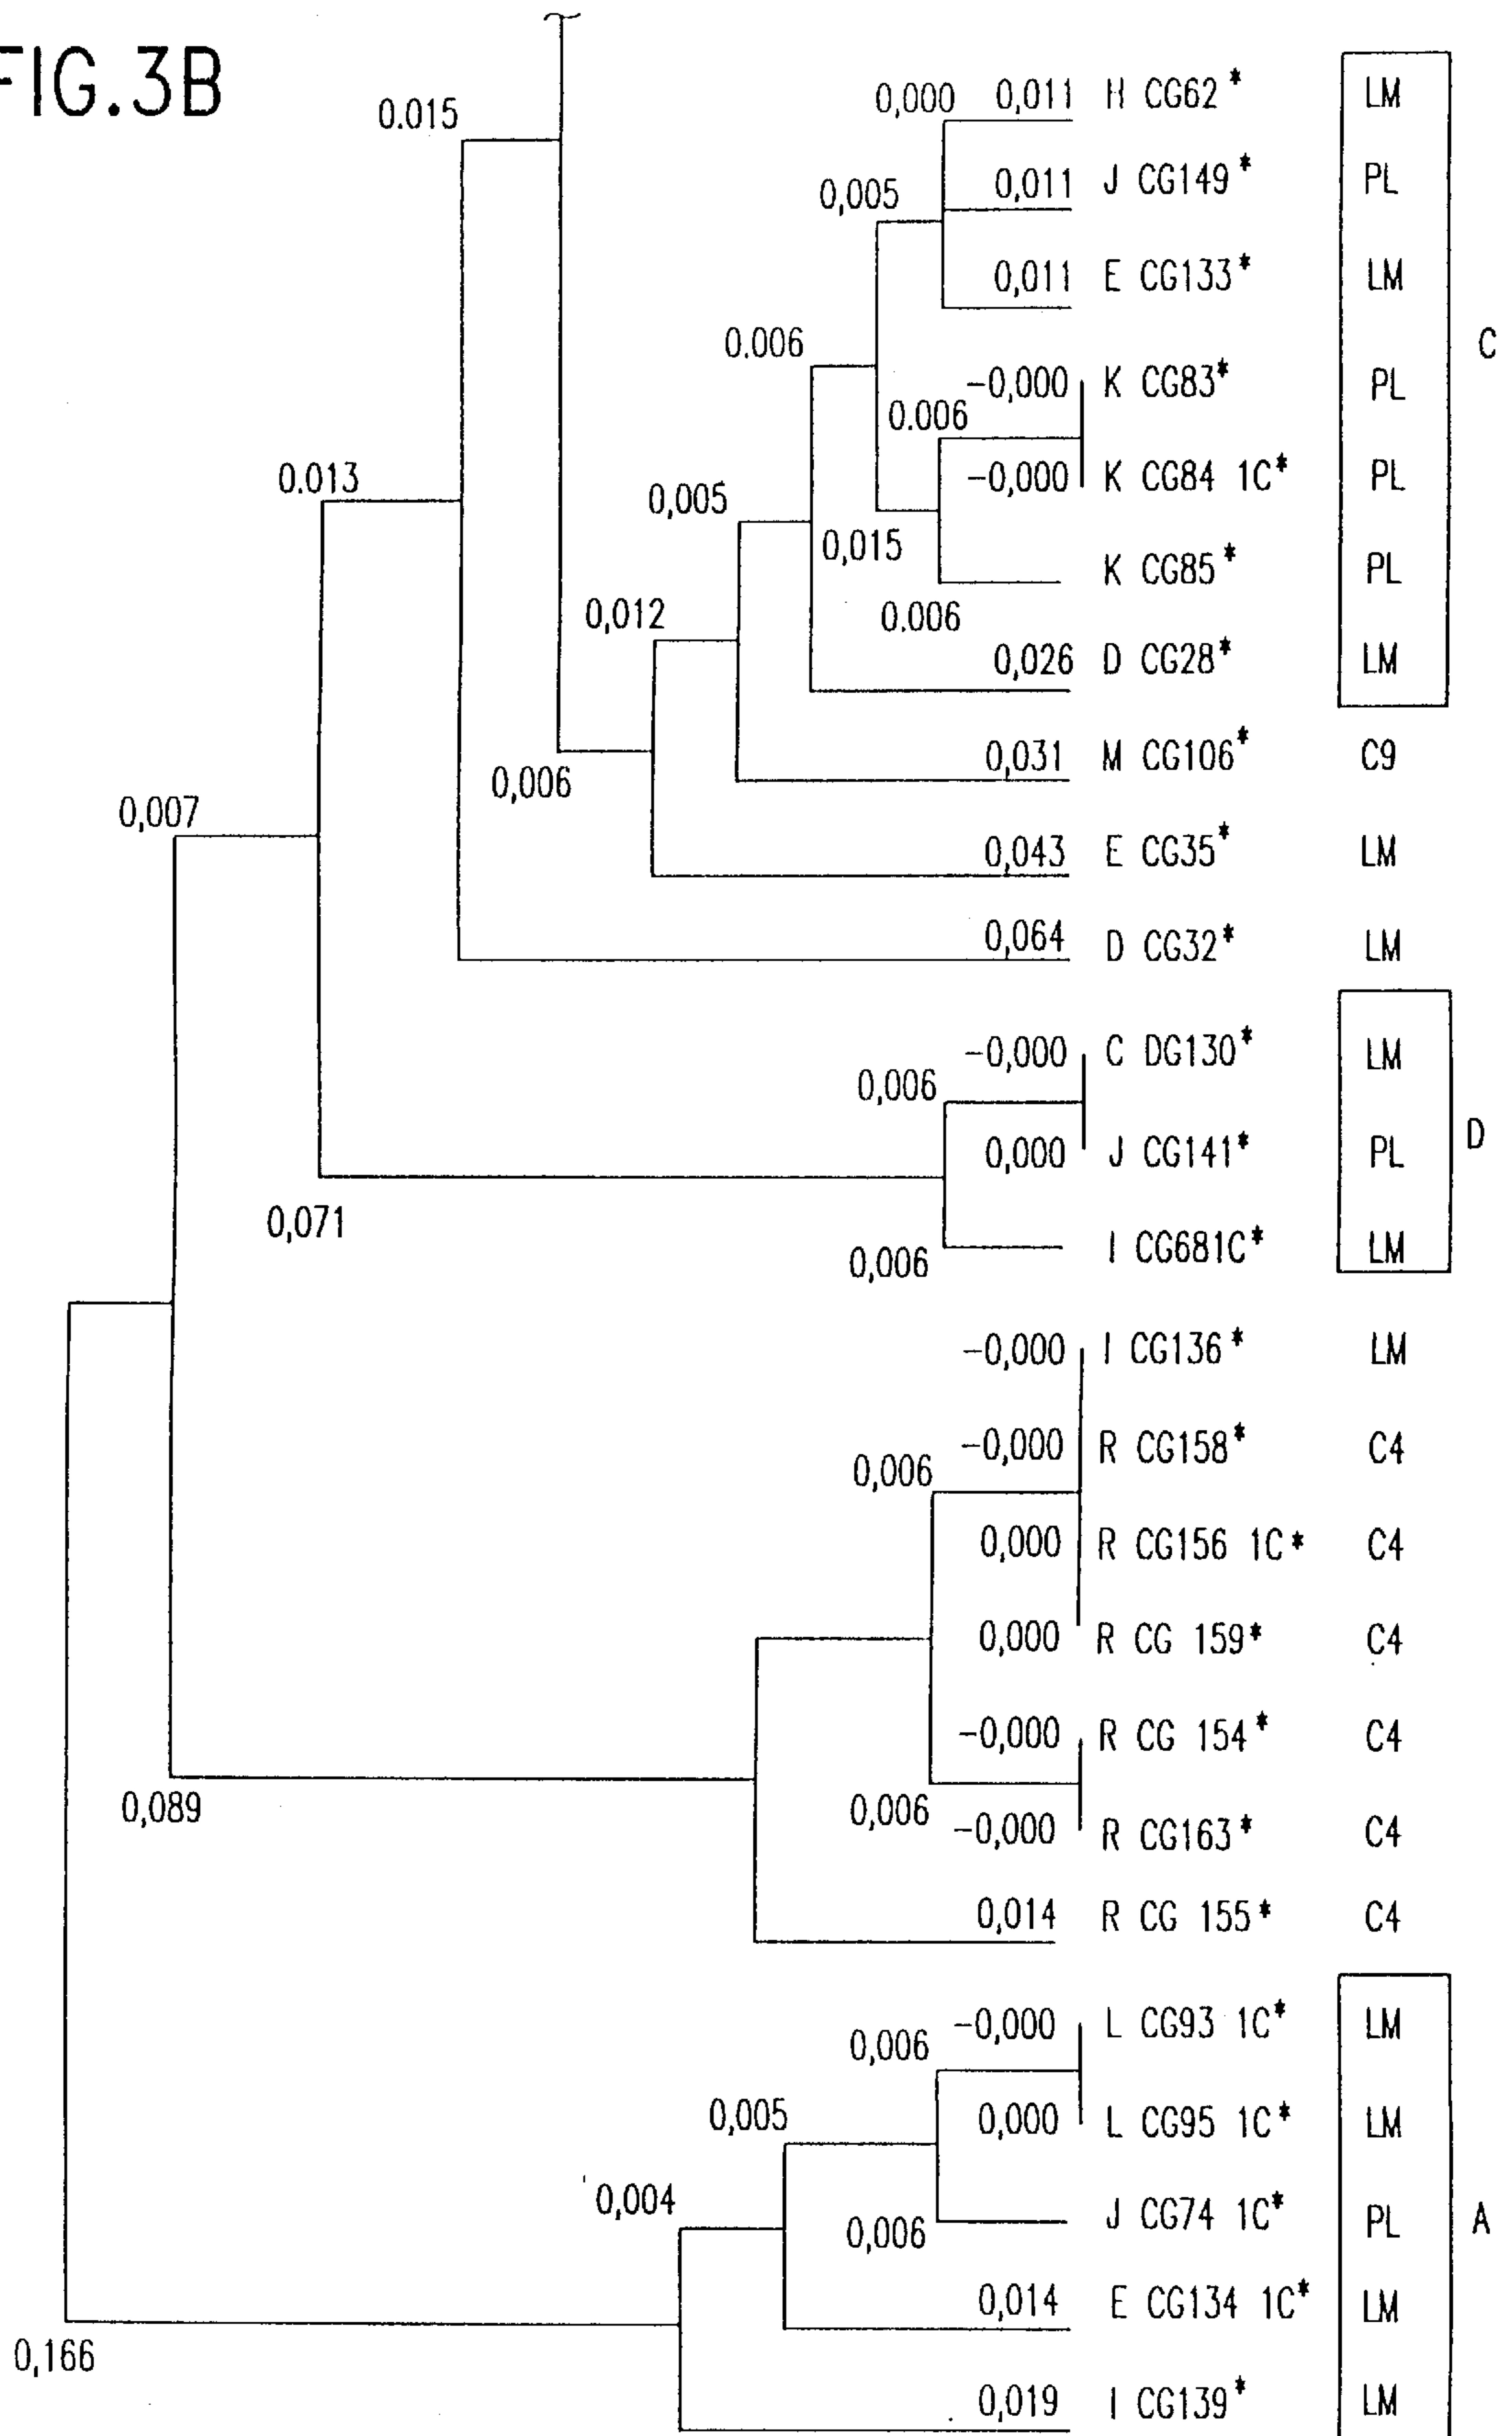 FIG.3B
0.015
0,000 0,011 H CG62* LM
0,005 0,011 J CG149* PL
0,011 E CG133* LM
C
0.006
-0,000 K CG83* PL
0.006
0.013 0,005 -0,000 K CG84 1C* PL
0,015 K CG85* PL
0,012 0.006
0,026 D CG28* LM
0,006 0,031 M CG106* C9
0,007
0,043 E CG35* LM
0,064 D CG32* LM
-0,000 C DG130* LM
0,006
D
0,000 J CG141* PL
0,071
0,006 I CG681C* LM
-0,000 I CG136* LM
0,006 -0,000 R CG158* C4
0,000 R CG156 1C* C4
0,000 R CG 159* C4
-0,000 R CG 154* C4
0,089 0,006 -0,000 R CG163* C4
0,014 R CG 155* C4
0,006 -0,000 L CG93 1C* LM
0,005 0,000 L CG95 1C* LM
0,004 0,006 J CG74 1C* PL A
0,014 E CG134 1C* LM
0,166
0,019 I CG139* LM